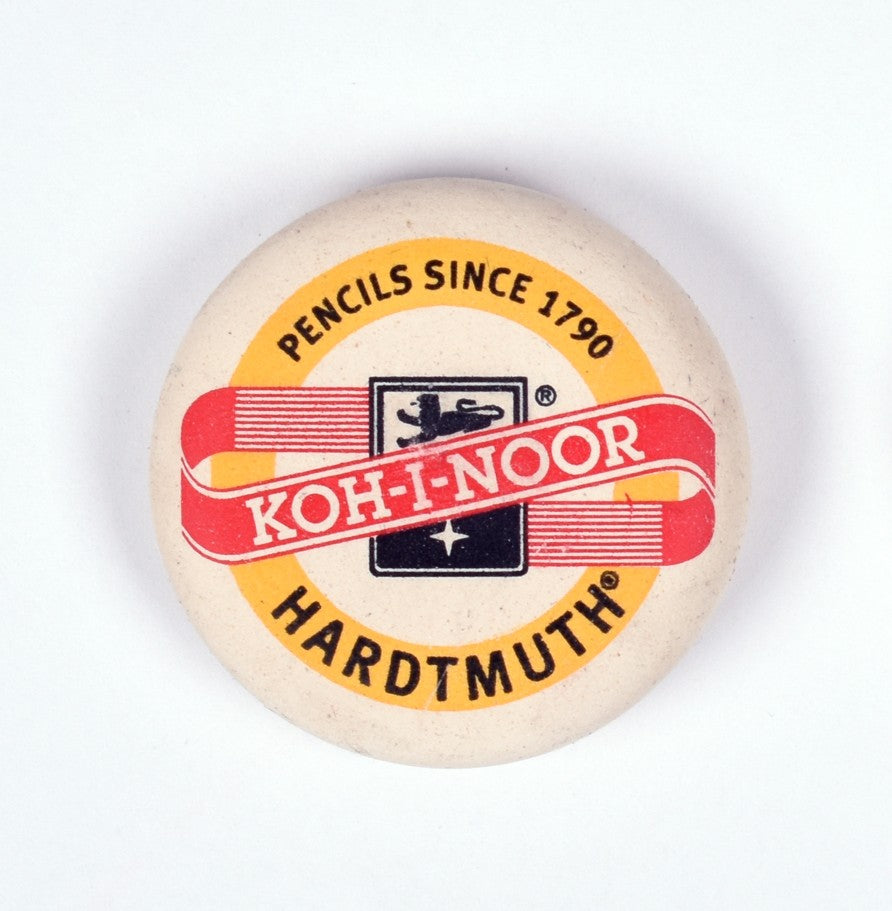 PENCILS SINCE 1790
®
KOH-I-NOOR
HARDTMUTH®